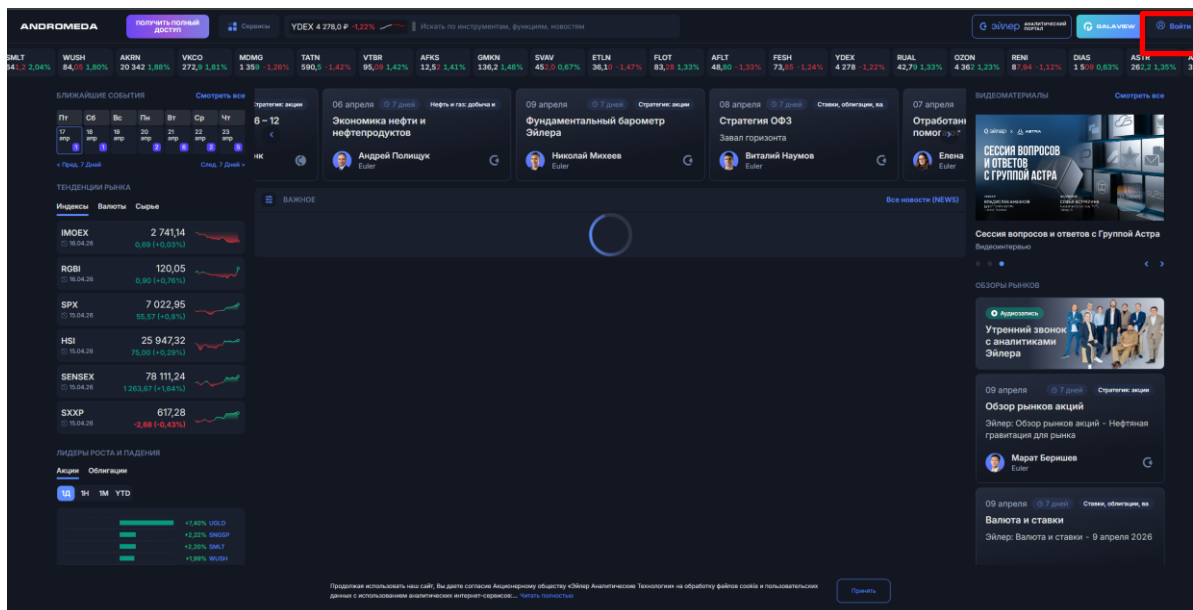 ANDROMEDA
ПОЛУЧИТЬ ПОЛНЫЙ ДОСТУП
Сервисы
YDEX 4 278,0 ₽ -1,22%
Искать по инструментам, функциям, новостям
эйлер АНАЛИТИЧЕСКИЙ ПОРТАЛ
GALAVIEW
Войти
SMLT WUSH AKRN VKCO MDMG TATN VTBR AFKS GMKN SVAV ETLN FLOT AFLT FESH YDEX RUAL OZON RENI DIAS ASTR
641,2 2,04% 84,05 1,80% 20 342 1,88% 272,9 1,81% 1 359 -1,28% 590,5 -1,42% 95,09 1,42% 12,52 1,41% 136,2 1,46% 452,0 0,67% 36,10 -1,47% 83,28 1,33% 48,80 -1,33% 73,85 -1,24% 4 278 -1,22% 42,79 1,33% 4 362 1,23% 87,94 -1,12% 1 509 0,63% 262,2 1,35%
БЛИЖАЙШИЕ СОБЫТИЯ Смотреть все
Пт Сб Вс Пн Вт Ср Чт
17 18 19 20 21 22 23
апр апр апр апр апр апр апр
1 1 2 6 2 5
< Пред. 7 Дней След. 7 Дней >
ТЕНДЕНЦИИ РЫНКА
Индексы Валюты Сырье
IMOEX 2 741,14
16.04.26 0,69 (+0,03%)
RGBI 120,05
16.04.26 0,90 (+0,76%)
SPX 7 022,95
15.04.26 55,57 (+0,8%)
HSI 25 947,32
15.04.26 75,00 (+0,29%)
SENSEX 78 111,24
15.04.26 1 263,67 (+1,64%)
SXXP 617,28
15.04.26 -2,68 (-0,43%)
ЛИДЕРЫ РОСТА И ПАДЕНИЯ
Акции Облигации
1Д 1Н 1М YTD
+7,40% UGLD
+2,22% SNGSP
+2,20% SMLT
+1,99% WUSH
Стратегия: акции
6 – 12
06 апреля 7 дней Нефть и газ: добыча и
Экономика нефти и
нефтепродуктов
Андрей Полищук
Euler
09 апреля 7 дней Стратегия: акции
Фундаментальный барометр
Эйлера
Николай Михеев
Euler
08 апреля 7 дней Ставки, облигации, ва
Стратегия ОФЗ
Завал горизонта
Виталий Наумов
Euler
07 апреля
Отработан
Елена
Euler
ВАЖНОЕ Все новости (NEWS)
ВИДЕОМАТЕРИАЛЫ Смотреть все
эйлер × АСТРА
СЕССИЯ ВОПРОСОВ
И ОТВЕТОВ
С ГРУППОЙ АСТРА
Сессия вопросов и ответов с Группой Астра
Видеоинтервью
ОБЗОРЫ РЫНКОВ
Аудиозапись
Утренний звонок
с аналитиками
Эйлера
09 апреля 7 дней Стратегия: акции
Обзор рынков акций
Эйлер: Обзор рынков акций - Нефтяная
гравитация для рынка
Марат Беришев
Euler
09 апреля 7 дней Ставки, облигации, ва
Валюта и ставки
Эйлер: Валюта и ставки - 9 апреля 2026
Продолжая использовать наш сайт, Вы даете согласие Акционерному обществу «Эйлер Аналитические Технологии» на обработку файлов cookie и пользовательских
данных с использованием аналитических интернет-сервисов:... Читать полностью
Принять